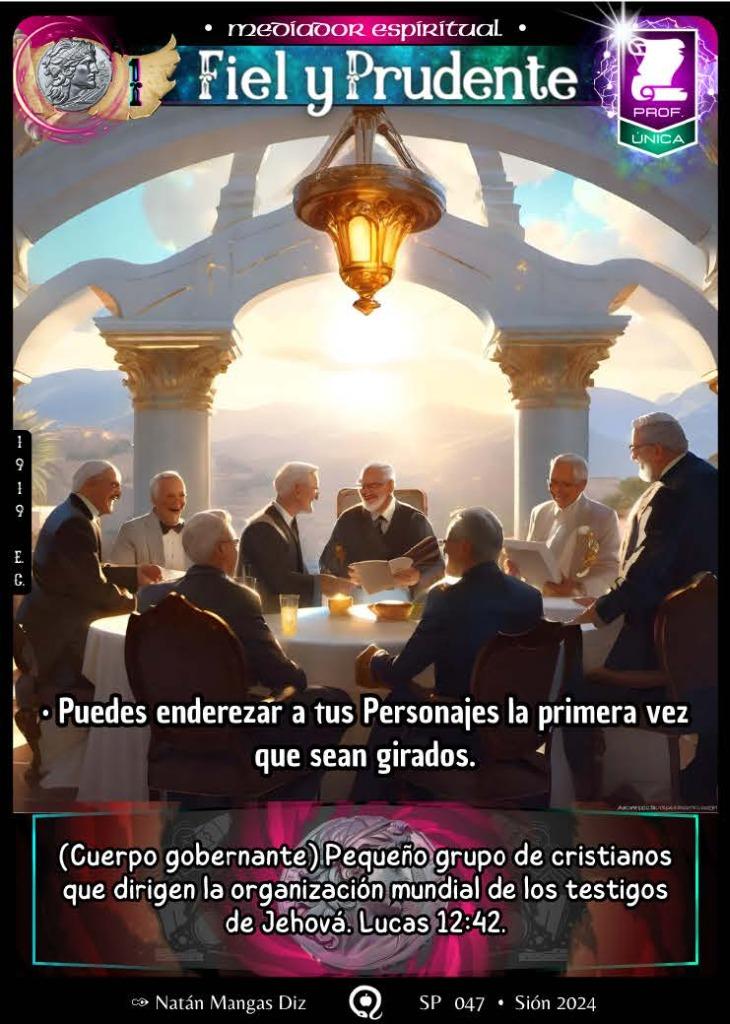 • mediador espiritual •
1 Fiel y Prudente
PROF.
ÚNICA
1919 E.C.
• Puedes enderezar a tus Personajes la primera vez
que sean girados.
(Cuerpo gobernante) Pequeño grupo de cristianos
que dirigen la organización mundial de los testigos
de Jehová. Lucas 12:42.
Natán Mangas Diz SP 047 • Sión 2024